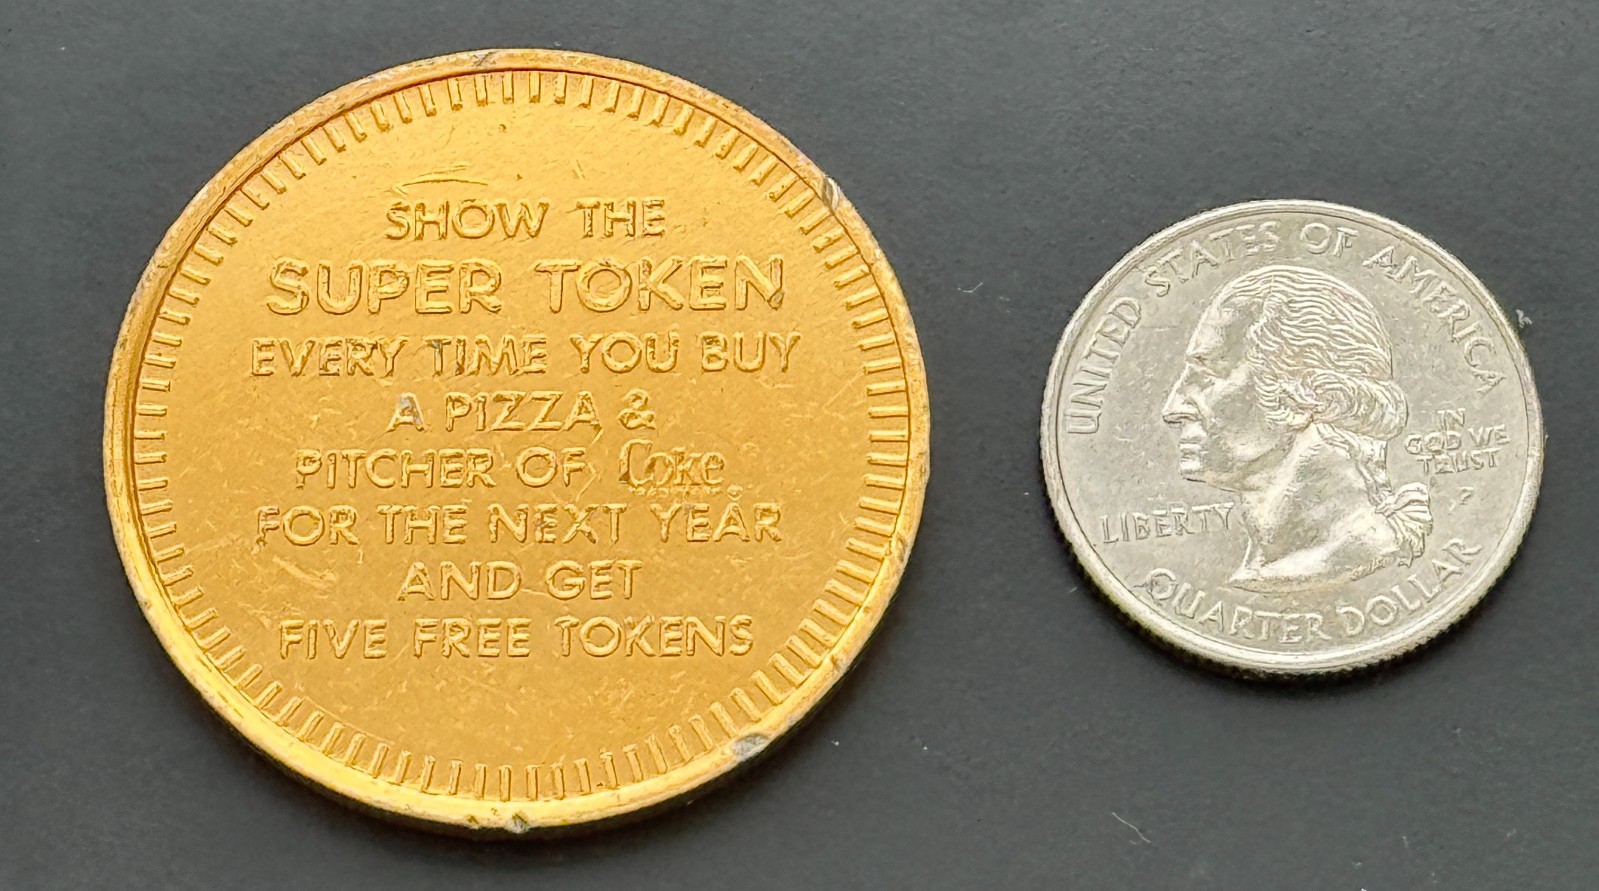 SHOW THE
SUPER TOKEN
EVERY TIME YOU BUY
A PIZZA &
PITCHER OF Coke
FOR THE NEXT YEAR
AND GET
FIVE FREE TOKENS
UNITED STATES OF AMERICA
IN
GOD WE
TRUST
P
LIBERTY
QUARTER DOLLAR